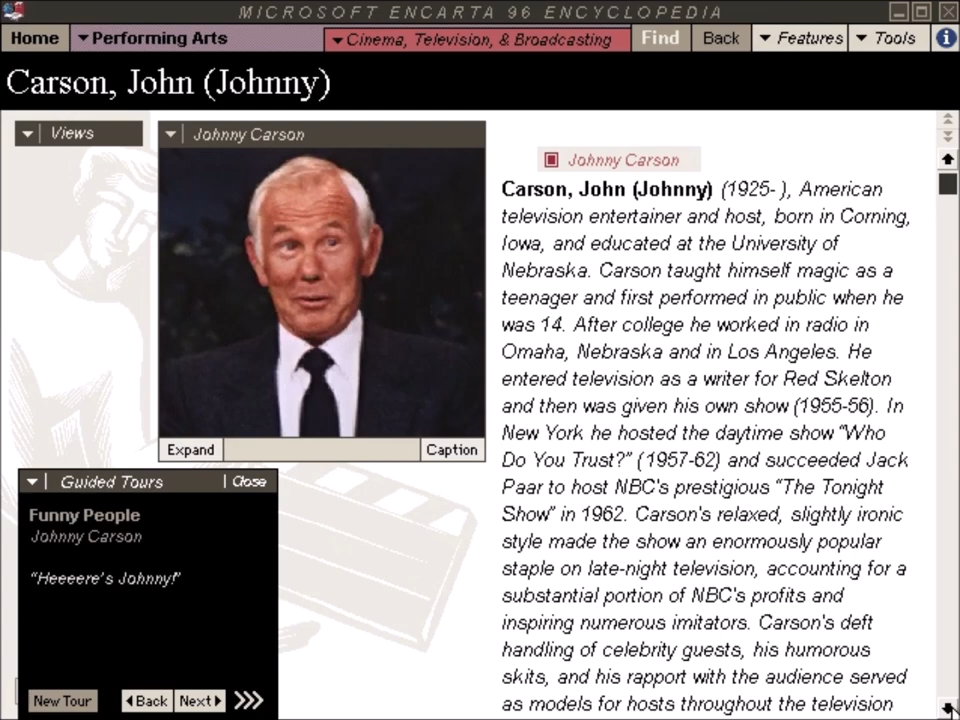 MICROSOFT ENCARTA 96 ENCYCLOPEDIA
Home Performing Arts Cinema, Television, & Broadcasting Find Back Features Tools i
Carson, John (Johnny)
Views
Johnny Carson
Expand Caption
Guided Tours | Close
Funny People
Johnny Carson
"Heeeere's Johnny!"
New Tour Back Next
Johnny Carson
Carson, John (Johnny) (1925- ), American
television entertainer and host, born in Corning,
Iowa, and educated at the University of
Nebraska. Carson taught himself magic as a
teenager and first performed in public when he
was 14. After college he worked in radio in
Omaha, Nebraska and in Los Angeles. He
entered television as a writer for Red Skelton
and then was given his own show (1955-56). In
New York he hosted the daytime show "Who
Do You Trust?" (1957-62) and succeeded Jack
Paar to host NBC's prestigious "The Tonight
Show" in 1962. Carson's relaxed, slightly ironic
style made the show an enormously popular
staple on late-night television, accounting for a
substantial portion of NBC's profits and
inspiring numerous imitators. Carson's deft
handling of celebrity guests, his humorous
skits, and his rapport with the audience served
as models for hosts throughout the television